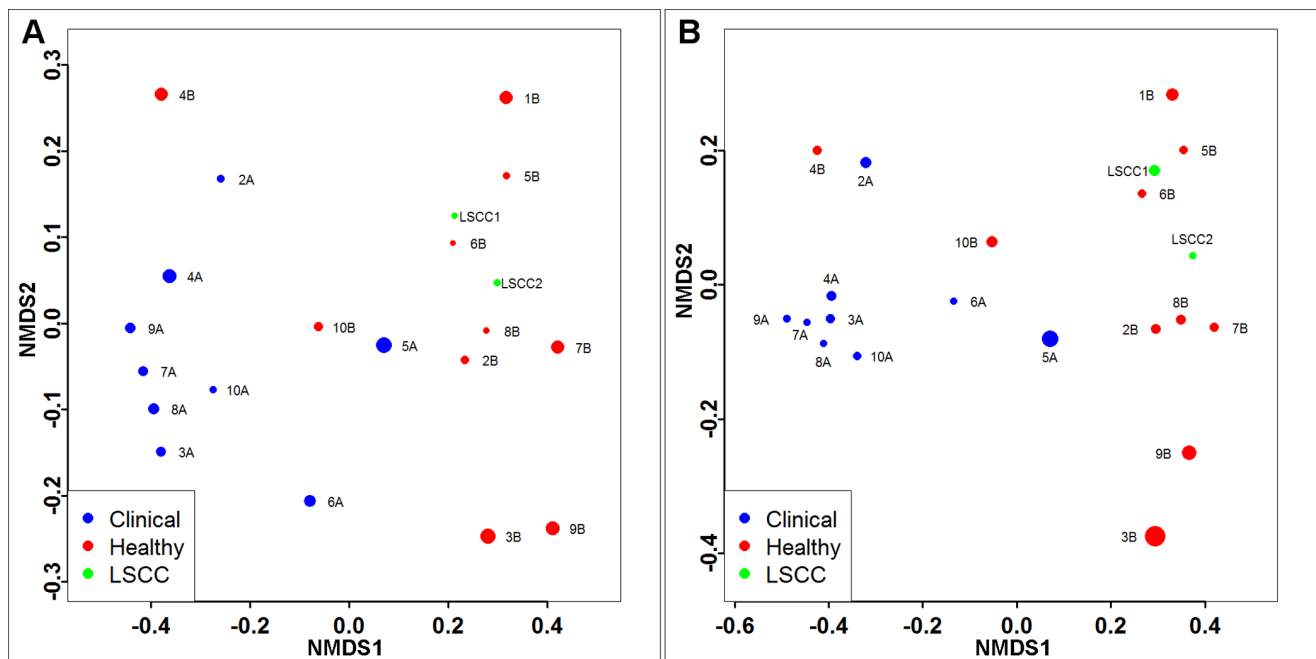 A
0.3
0.2
0.1
0.0
-0.1
-0.2
-0.3
NMDS2
4B
1B
2A
5B
LSCC1
6B
4A
LSCC2
9A
10B
8B
5A
7B
2B
7A
10A
8A
3A
6A
3B
9B
Clinical
Healthy
LSCC
-0.4
-0.2
0.0
0.2
0.4
NMDS1
B
0.2
0.0
-0.2
-0.4
NMDS2
1B
4B
2A
5B
LSCC1
6B
10B
LSCC2
4A
6A
8B
9A
7A
3A
2B
7B
8A
10A
5A
9B
3B
Clinical
Healthy
LSCC
-0.6
-0.4
-0.2
0.0
0.2
0.4
NMDS1